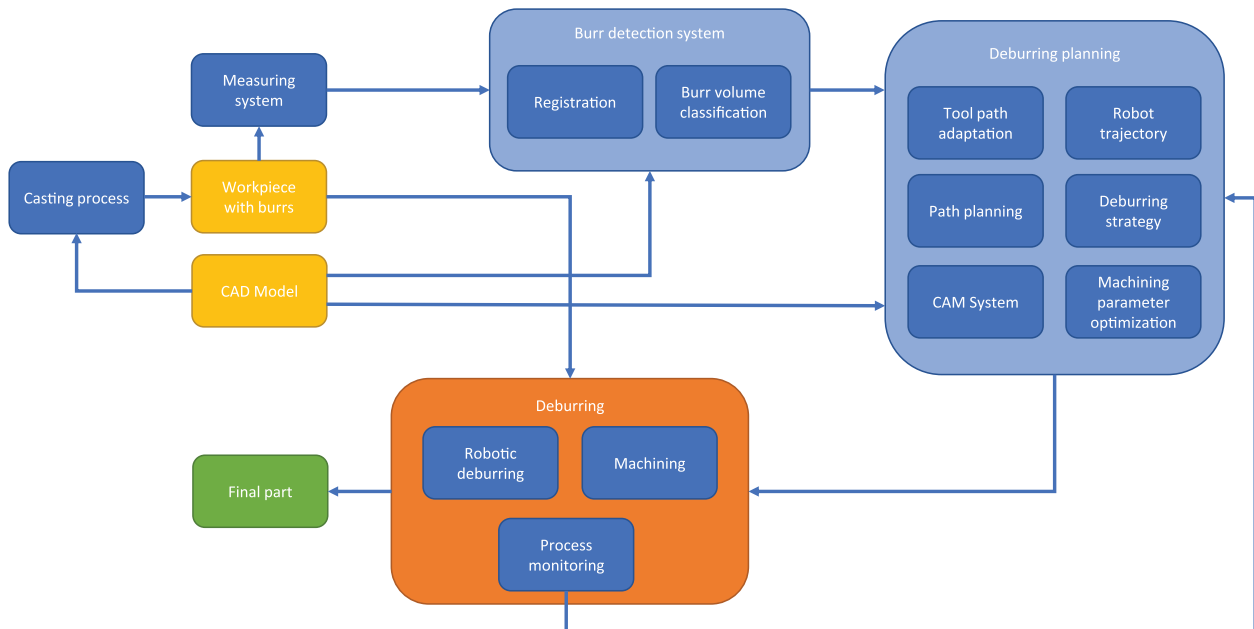 Burr detection system
Registration
Burr volume
classification
Deburring planning
Tool path
adaptation
Robot
trajectory
Path planning
Deburring
strategy
CAM System
Machining
parameter
optimization
Measuring
system
Casting process
Workpiece
with burrs
CAD Model
Deburring
Robotic
deburring
Machining
Process
monitoring
Final part